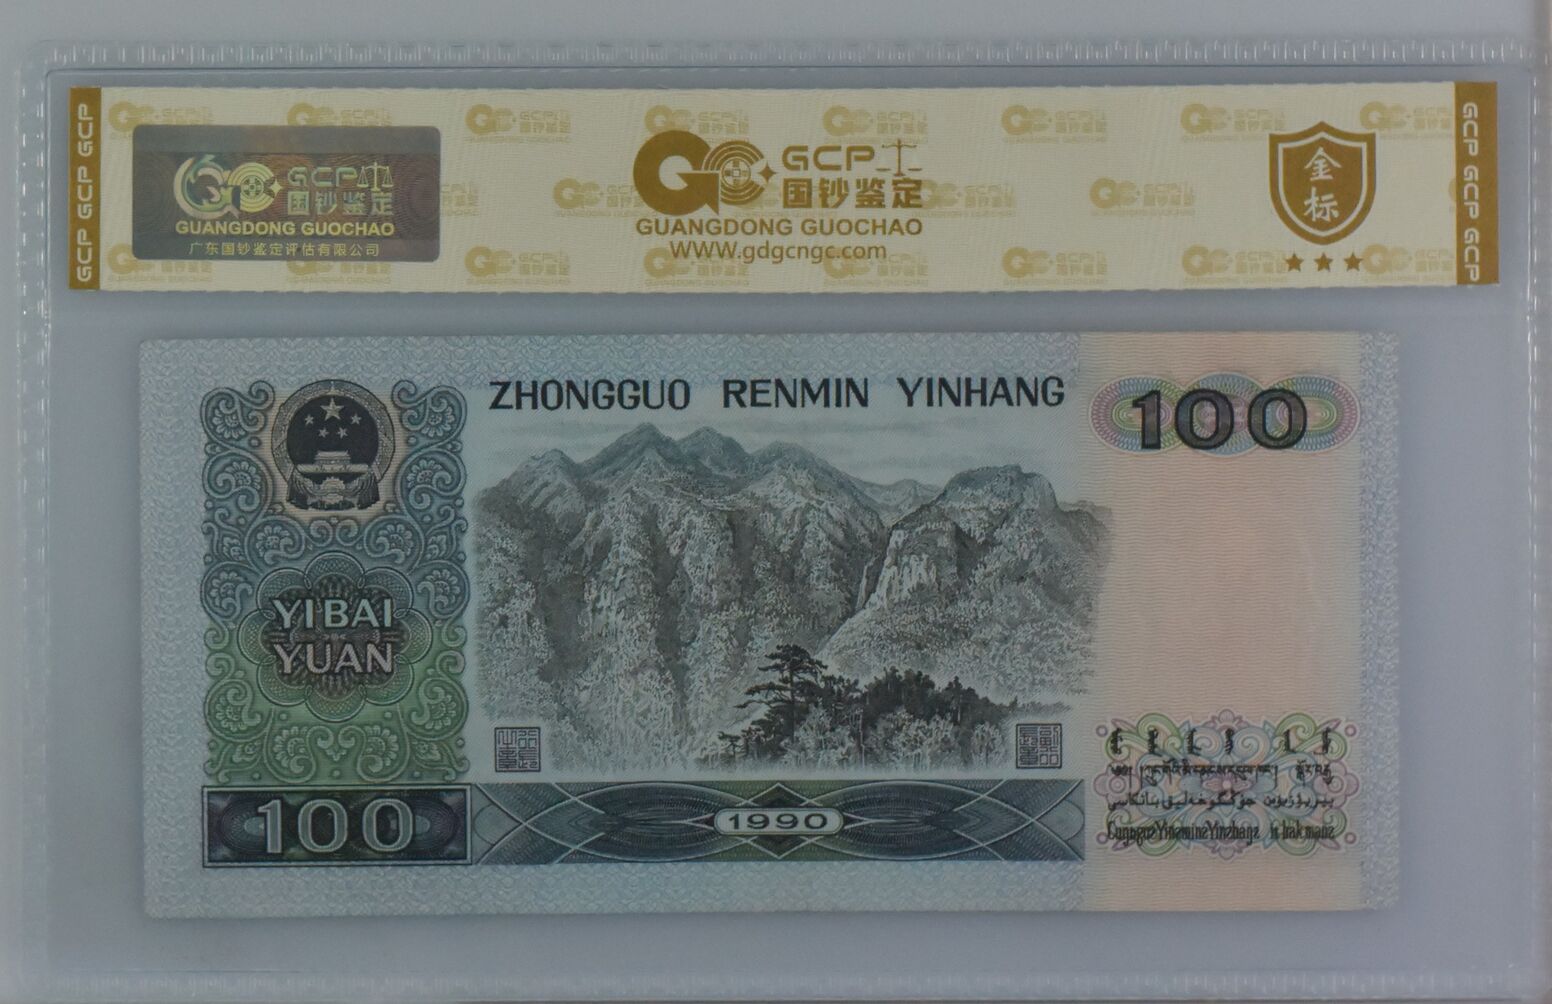 GCP GCP GCP
GCP
国钞鉴定
GUANGDONG GUOCHAO
广东国钞鉴定评估有限公司
GCP
国钞鉴定
GUANGDONG GUOCHAO
WWW.gdgcngc.com
金
标
GCP GCP GCP
ZHONGGUO RENMIN YINHANG
100
YIBAI
YUAN
100
1990